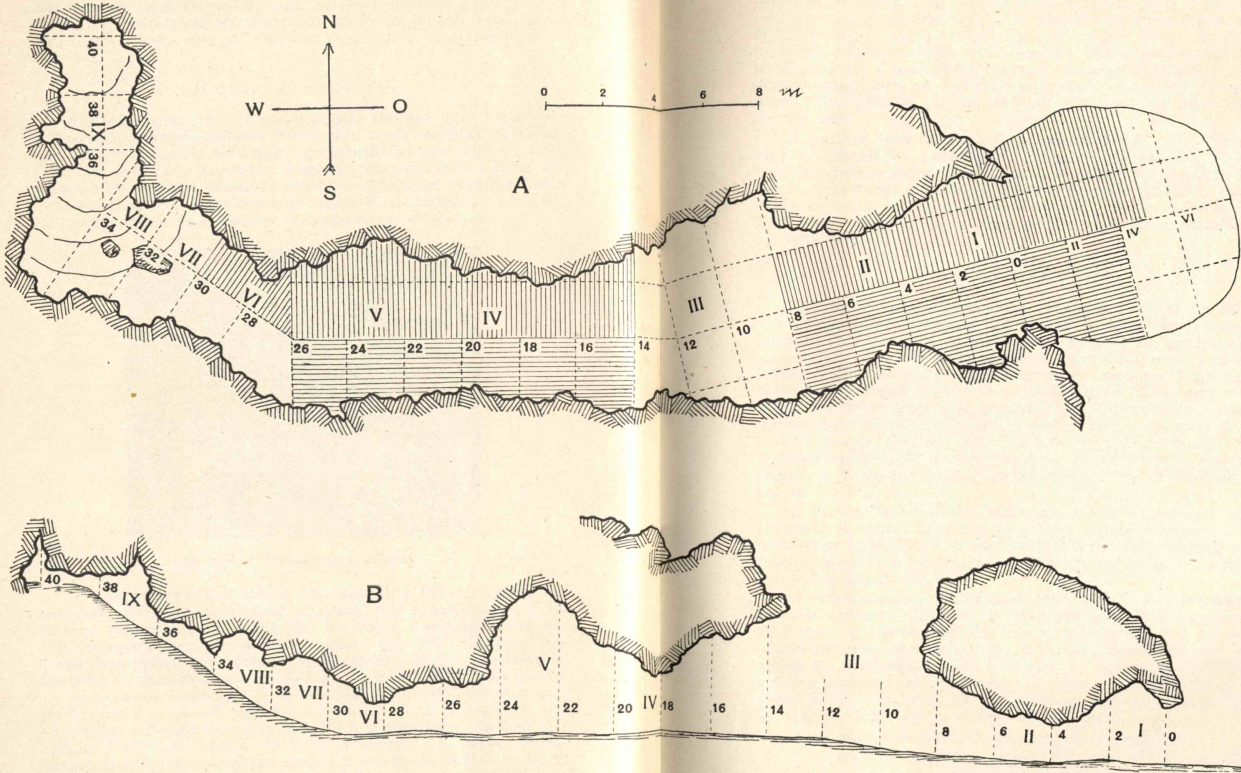 N
W O
S
0 2 4 6 8 m
A
40
38
IX
36
34
VIII
32
VII
30
VI
28
V
IV
26 24 22 20 18 16 14
III
12 10
II
I
8 6 4 2 0 II IV VI
B
40
38
IX
36
34
VIII
32
VII
30
VI
28
26
24
V
22
20
IV
18
16
14
III
12
10
8
6
II
4
2
I
0